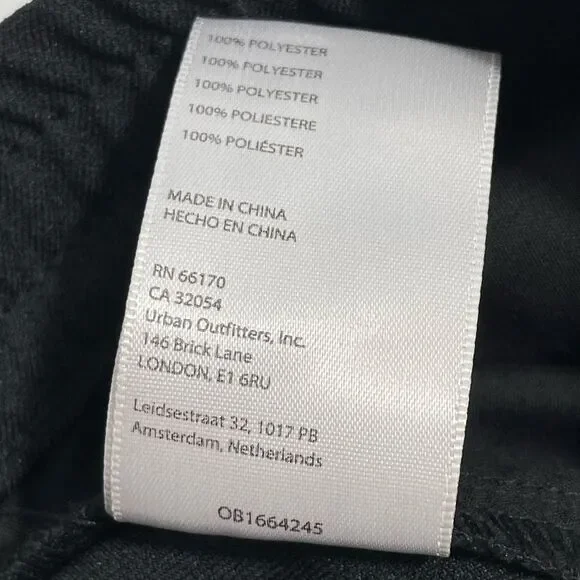 100% POLYESTER
100% POLYESTER
100% POLYESTER
100% POLIESTERE
100% POLIÉSTER
MADE IN CHINA
HECHO EN CHINA
RN 66170
CA 32054
Urban Outfitters, Inc.
146 Brick Lane
LONDON, E1 6RU
Leidsestraat 32, 1017 PB
Amsterdam, Netherlands
OB1664245